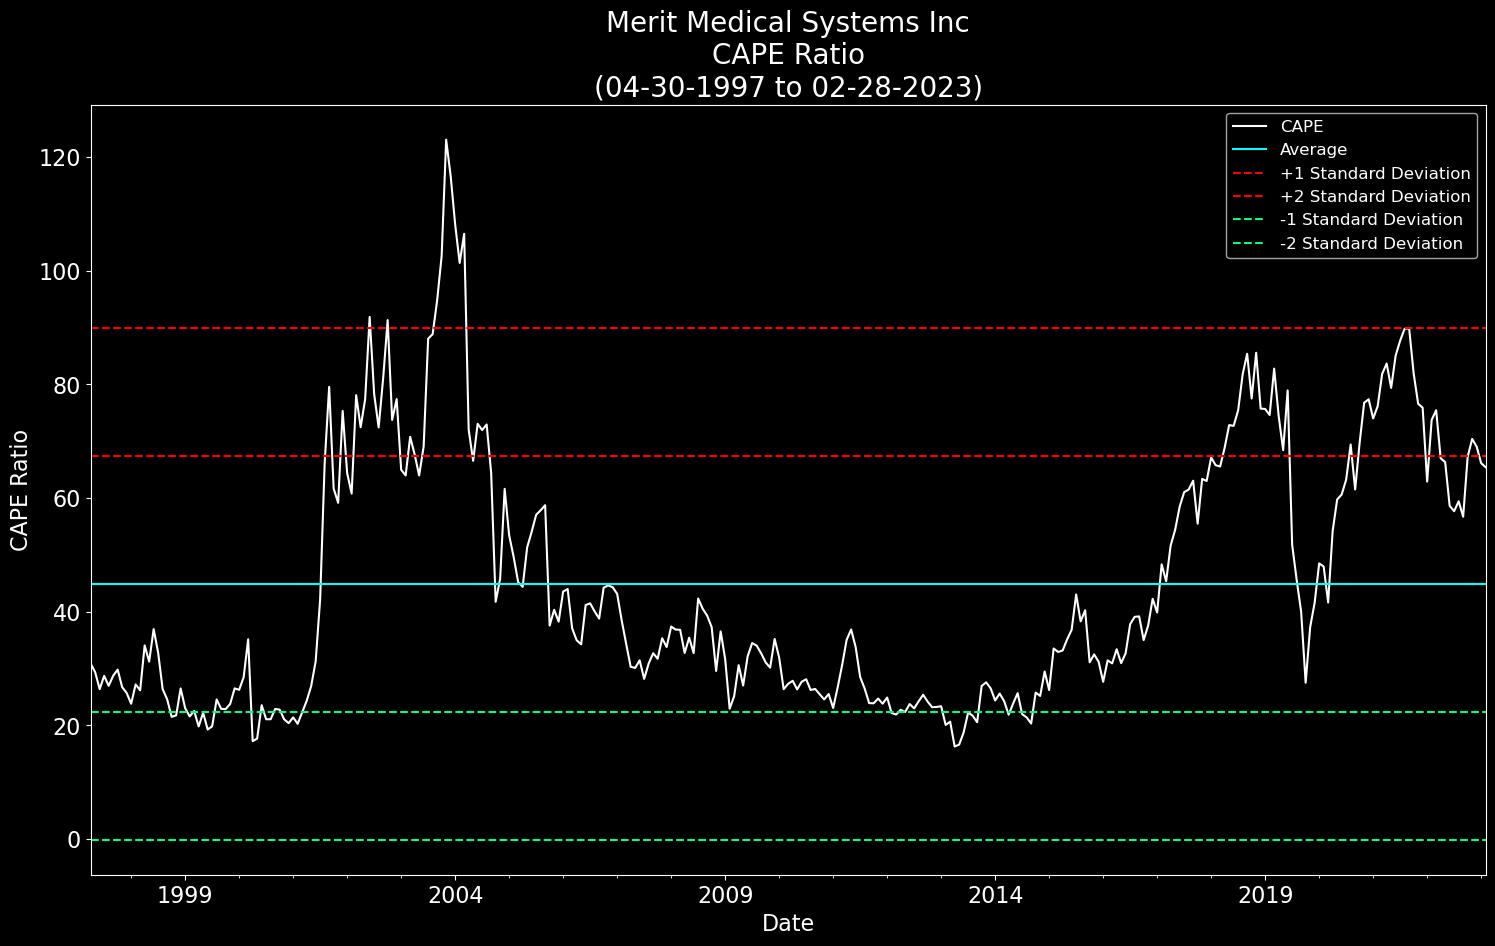 Merit Medical Systems Inc
CAPE Ratio
(04-30-1997 to 02-28-2023)
CAPE
Average
+1 Standard Deviation
+2 Standard Deviation
-1 Standard Deviation
-2 Standard Deviation
120
100
80
60
40
20
0
CAPE Ratio
1999
2004
2009
2014
2019
Date